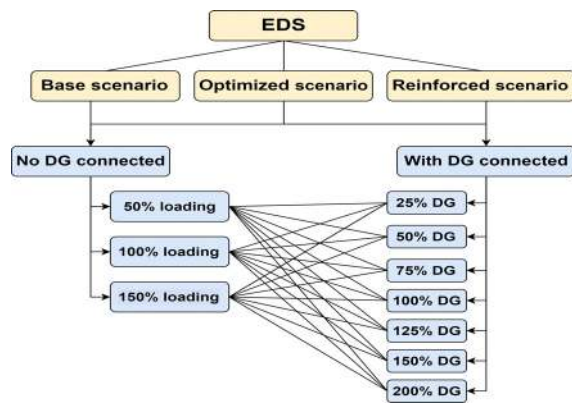 EDS
Base scenario
Optimized scenario
Reinforced scenario
No DG connected
With DG connected
50% loading
100% loading
150% loading
25% DG
50% DG
75% DG
100% DG
125% DG
150% DG
200% DG